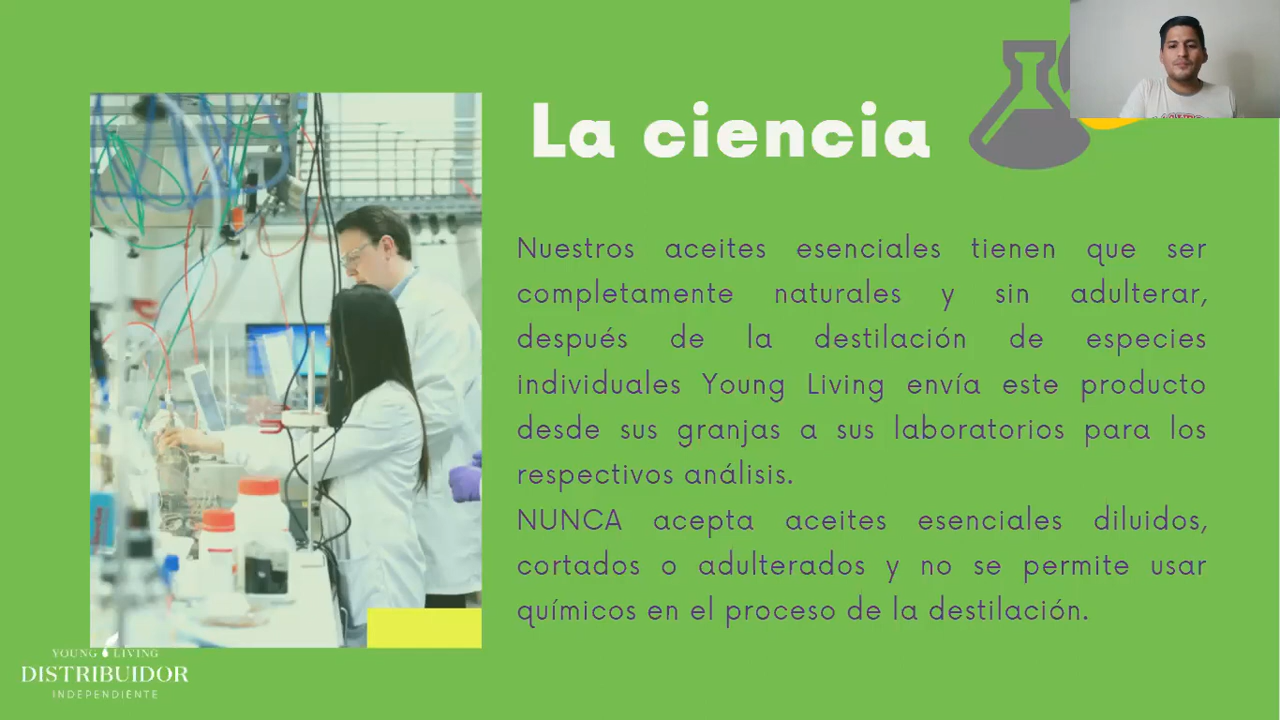 La ciencia
Nuestros aceites esenciales tienen que ser
completamente naturales y sin adulterar,
después de la destilación de especies
individuales Young Living envía este producto
desde sus granjas a sus laboratorios para los
respectivos análisis.
NUNCA acepta aceites esenciales diluidos,
cortados o adulterados y no se permite usar
químicos en el proceso de la destilación.
YOUNG LIVING
DISTRIBUIDOR
INDEPENDIENTE